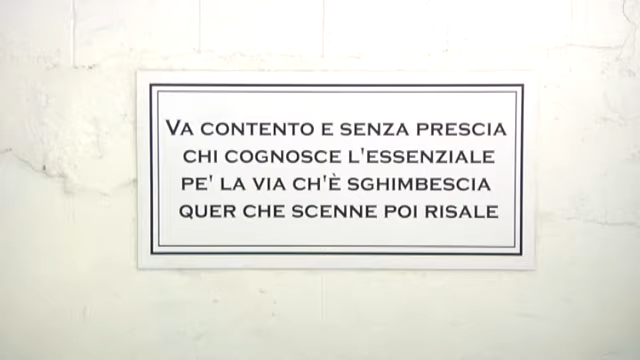 VA CONTENTO E SENZA PRESCIA
CHI COGNOSCE L'ESSENZIALE
PE' LA VIA CH'È SGHIMBESCIA
QUER CHE SCENNE POI RISALE